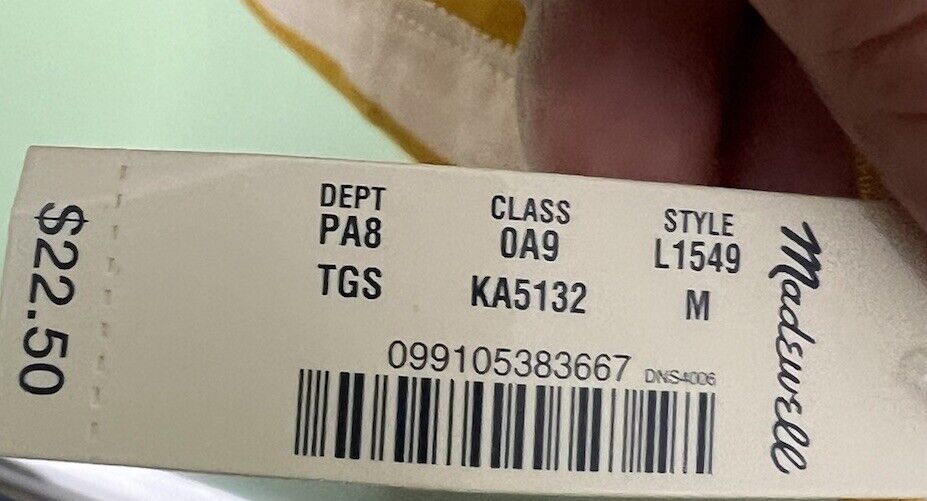 $22.50
DEPT CLASS STYLE
PA8 0A9 L1549
TGS KA5132 M
099105383667 DNS4006
Madewell